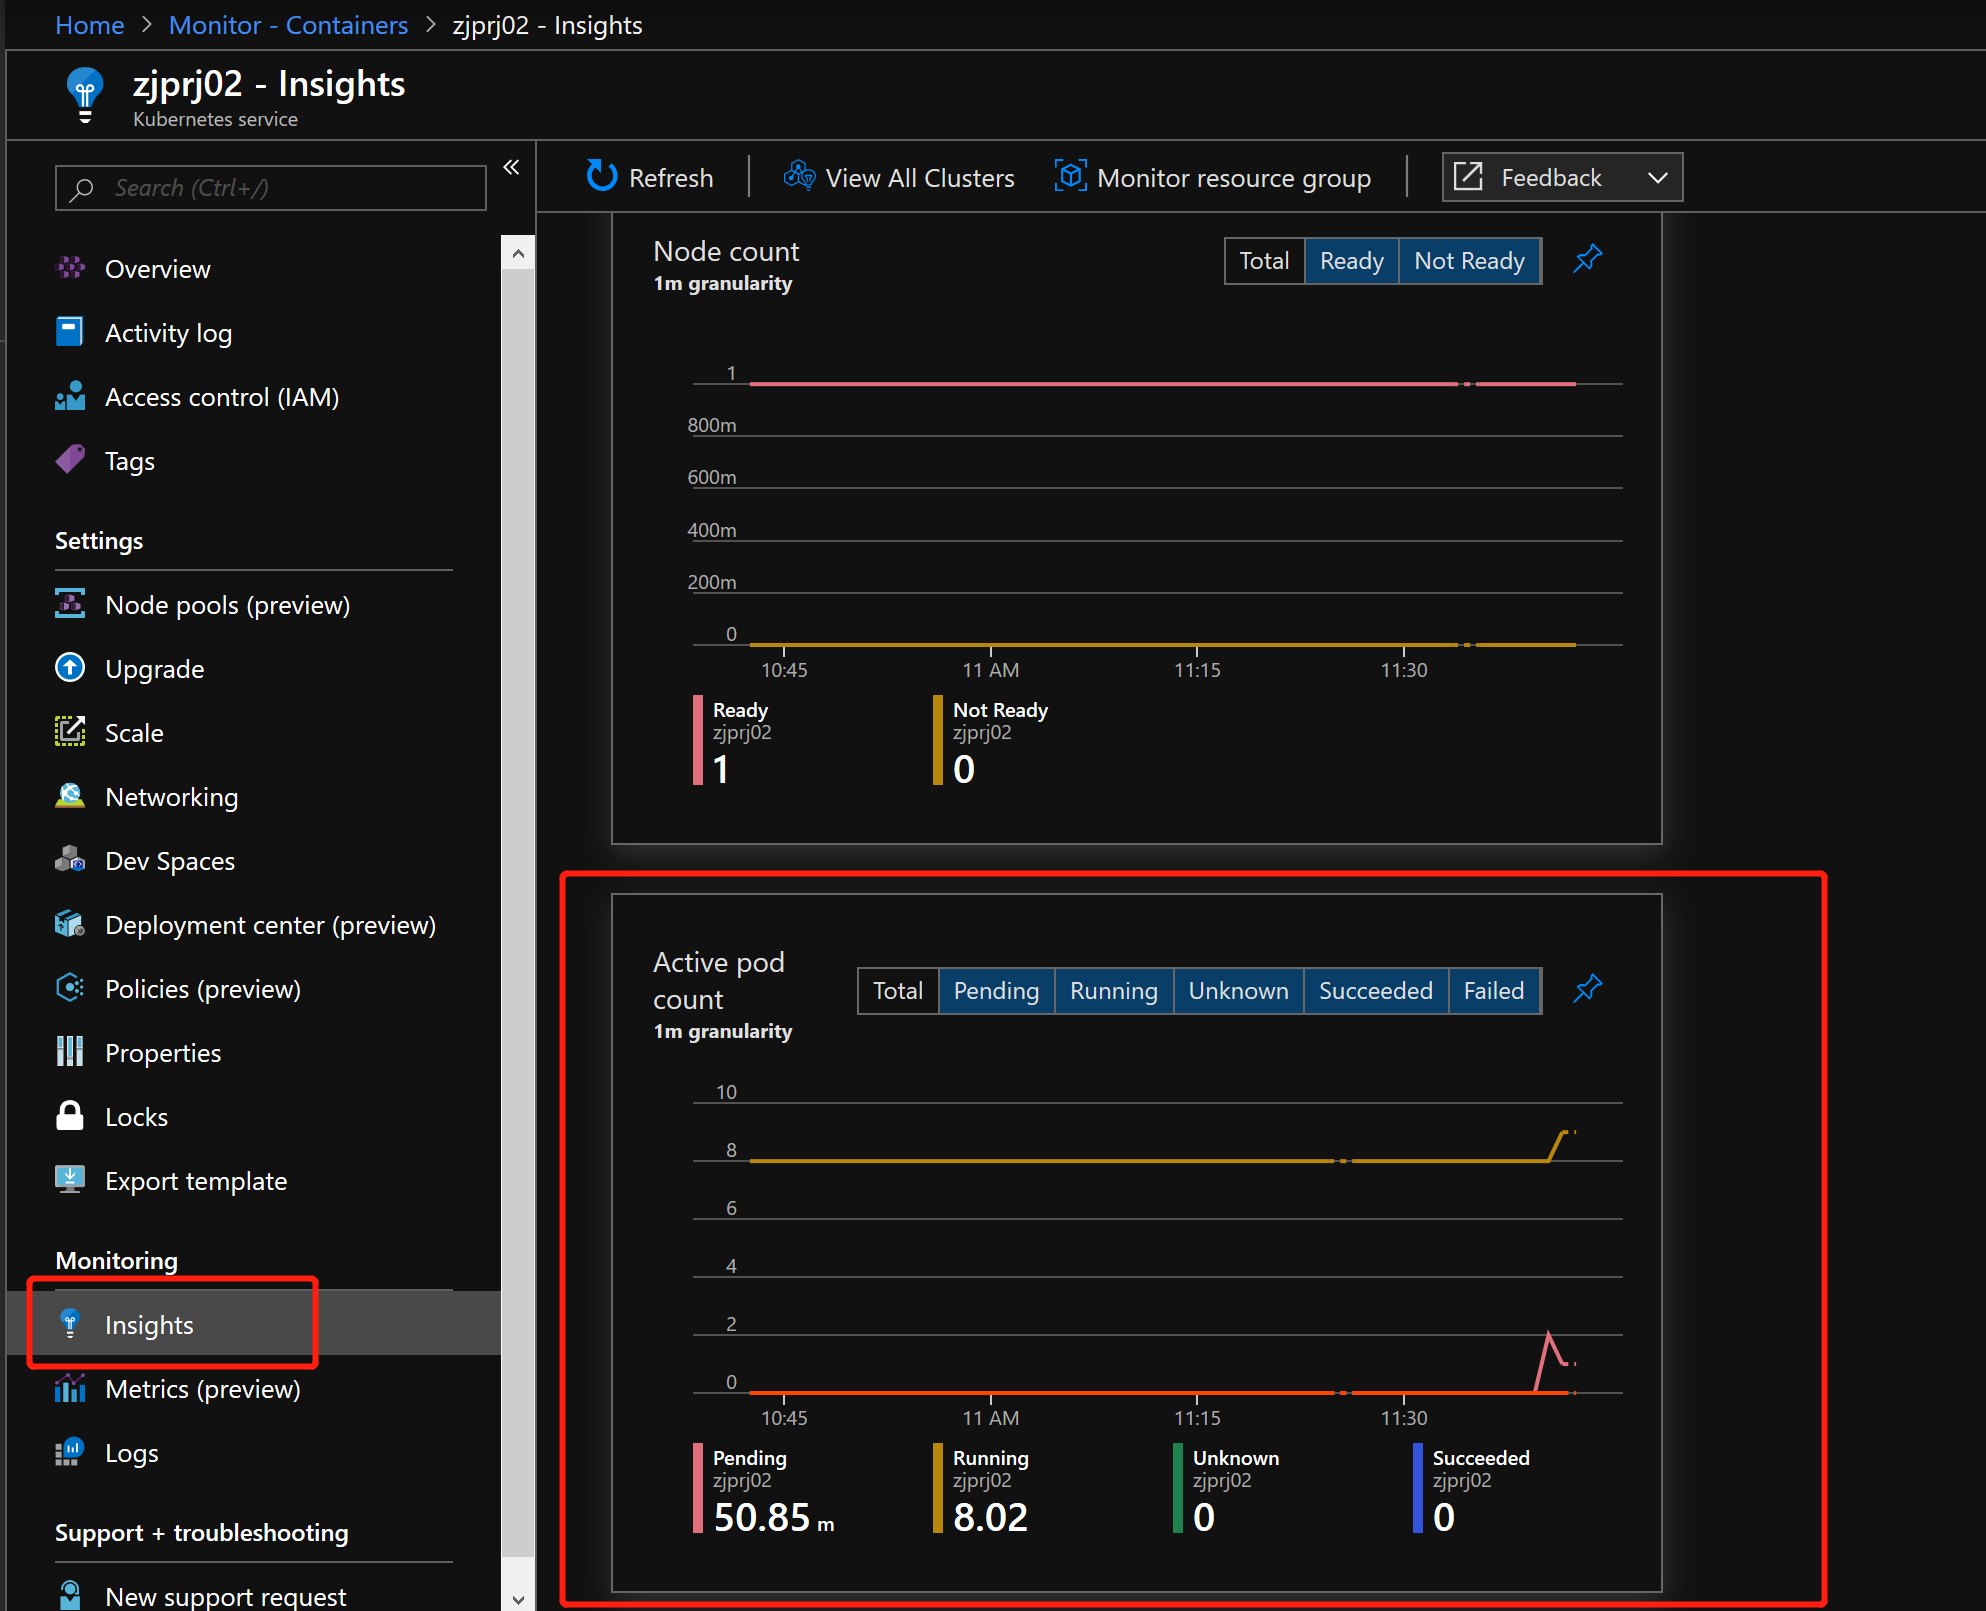 Home > Monitor - Containers > zjprj02 - Insights
zjprj02 - Insights
Kubernetes service
Search (Ctrl+/)
«
Overview
Activity log
Access control (IAM)
Tags
Settings
Node pools (preview)
Upgrade
Scale
Networking
Dev Spaces
Deployment center (preview)
Policies (preview)
Properties
Locks
Export template
Monitoring
Insights
Metrics (preview)
Logs
Support + troubleshooting
New support request
Refresh View All Clusters Monitor resource group Feedback
Node count
1m granularity
Total Ready Not Ready
1
800m
600m
400m
200m
0
10:45 11 AM 11:15 11:30
Ready
zjprj02
1
Not Ready
zjprj02
0
Active pod
count
1m granularity
Total Pending Running Unknown Succeeded Failed
10
8
6
4
2
0
10:45 11 AM 11:15 11:30
Pending
zjprj02
50.85 m
Running
zjprj02
8.02
Unknown
zjprj02
0
Succeeded
zjprj02
0